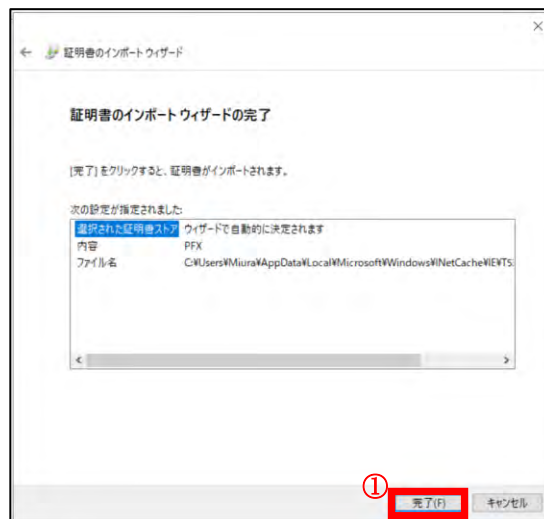 証明書のインポート ウィザード
証明書のインポート ウィザードの完了
[完了] をクリックすると、証明書がインポートされます。
次の設定が指定されました:
選択された証明書ストア ウィザードで自動的に決定されます
内容 PFX
ファイル名 C:¥Users¥Miura¥AppData¥Local¥Microsoft¥Windows¥INetCache¥IE¥TS
①
完了(F) キャンセル